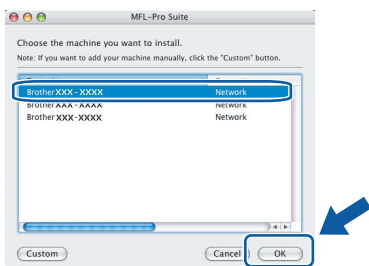 MFL-Pro Suite
Choose the machine you want to install.
Note: If you want to add your machine manually, click the "Custom" button.
Brother XXX-XXXX Network
Brother XXX-XXXX Network
Brother XXX-XXXX Network
Custom Cancel OK